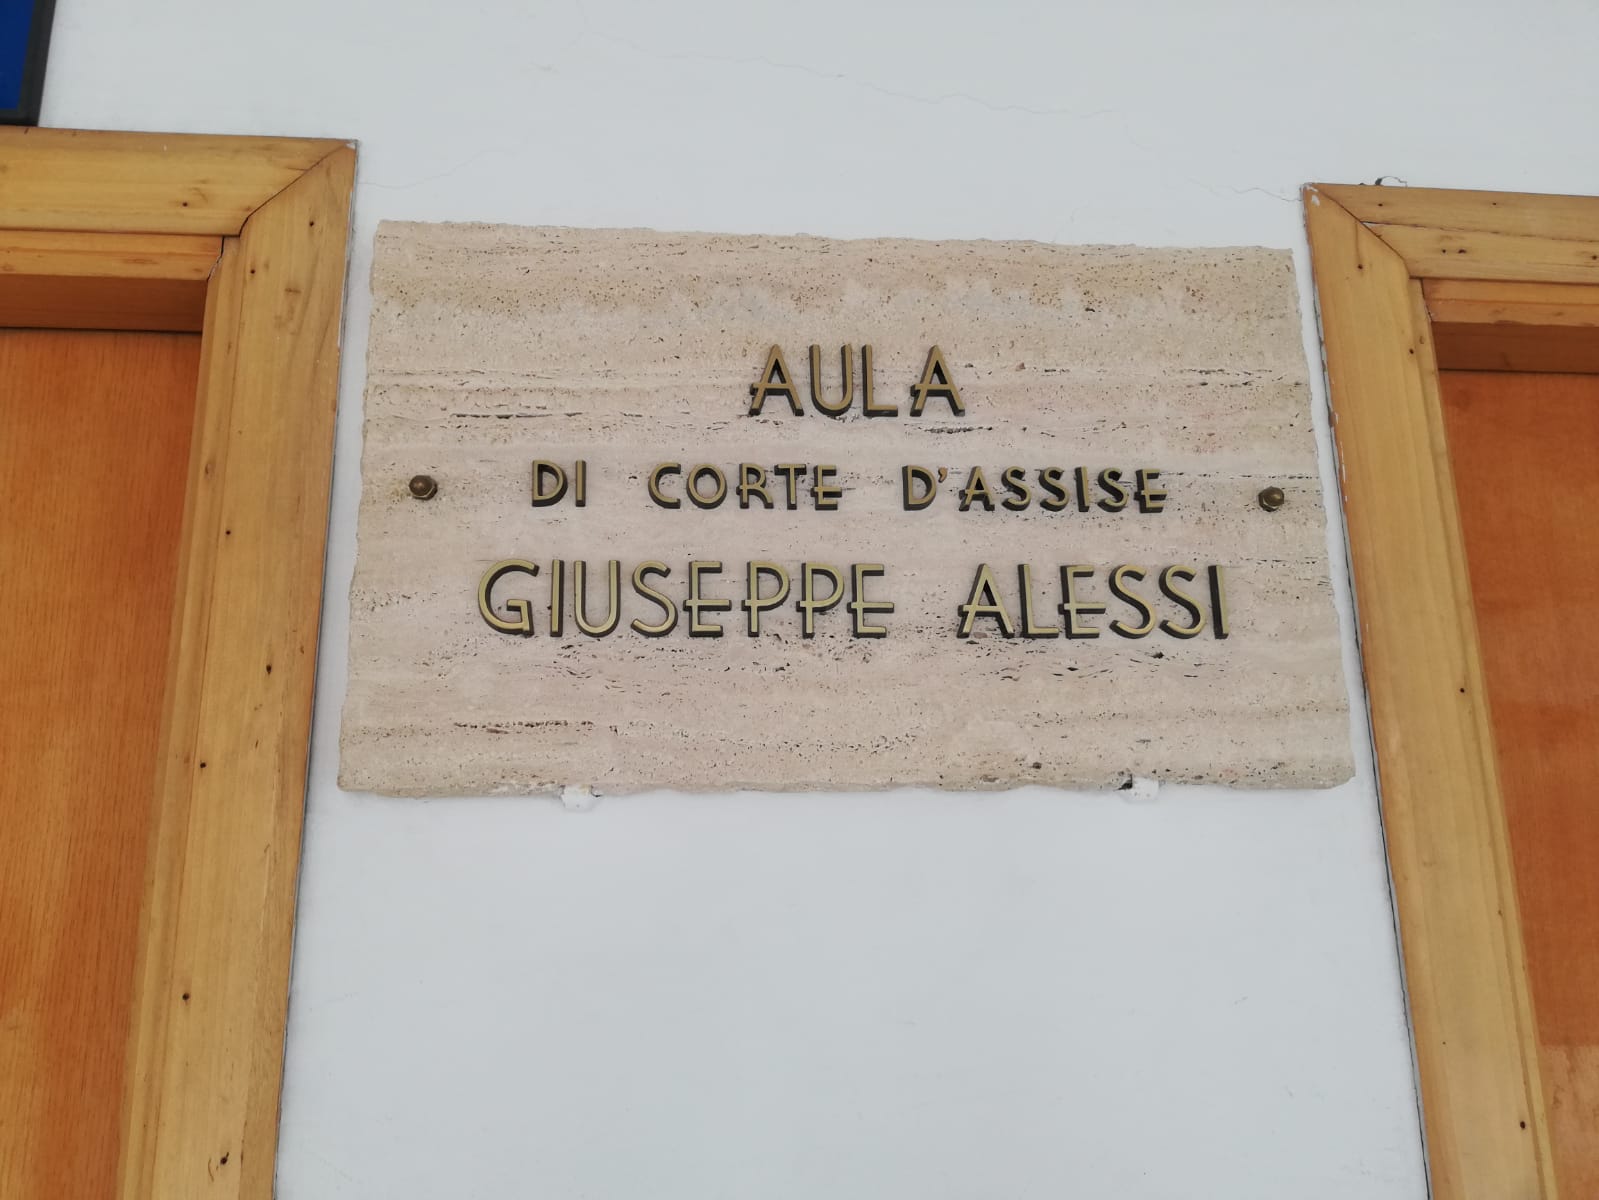 AULA
DI CORTE D'ASSISE
GIUSEPPE ALESSI